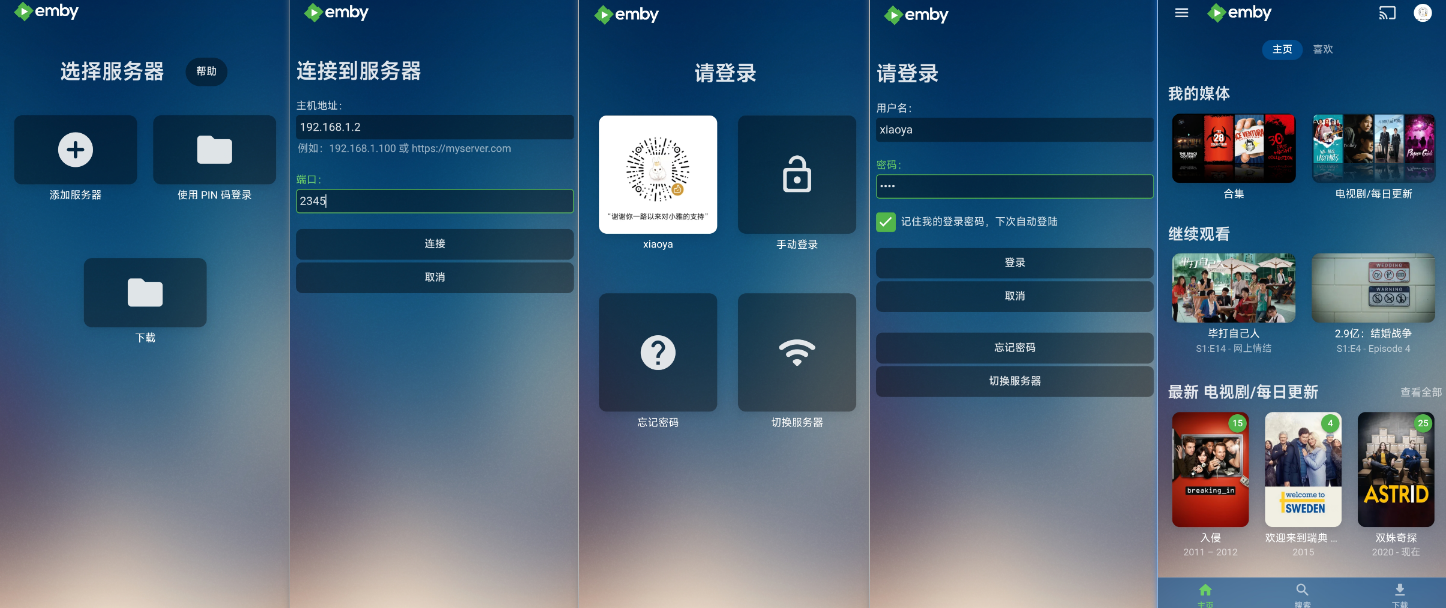 emby
选择服务器
帮助
添加服务器
使用 PIN 码登录
下载
emby
连接到服务器
主机地址：
192.168.1.2
例如：192.168.1.100 或 https://myserver.com
端口：
2345
连接
取消
emby
请登录
“谢谢你一路以来对小雅的支持”
xiaoya
手动登录
忘记密码
切换服务器
emby
请登录
用户名：
xiaoya
密码：
••••
记住我的登录密码，下次自动登陆
登录
取消
忘记密码
切换服务器
emby
主页
喜欢
我的媒体
28
ACE VENTURA
30
PAPER GIRLS
合集
电视剧/每日更新
继续观看
WEDDING
WARNING
毕打自己人
2.9亿：结婚战争
S1:E14 - 网上情结
S1:E4 - Episode 4
最新 电视剧/每日更新
查看全部
15
4
25
breaking_in
welcome to
SWEDEN
ASTRID
入侵
欢迎来到瑞典 ...
双姝奇探
2011 – 2012
2015
2020 - 现在
主页
搜索
下载